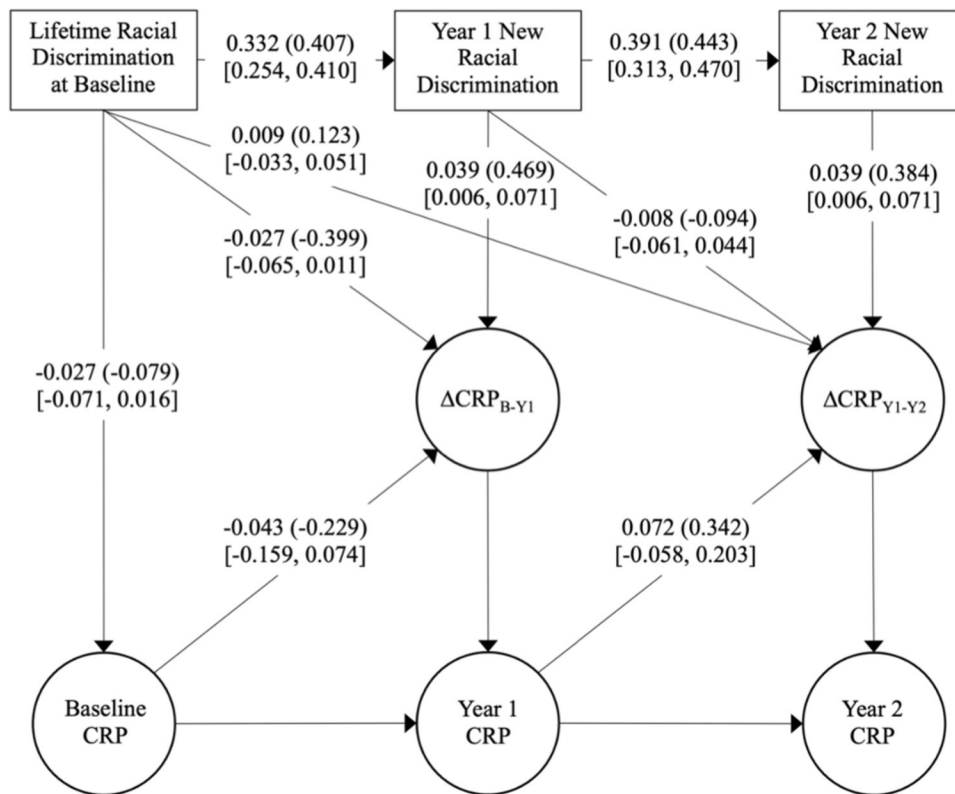 Lifetime Racial
Discrimination
at Baseline
0.332 (0.407)
[0.254, 0.410]
Year 1 New
Racial
Discrimination
0.391 (0.443)
[0.313, 0.470]
Year 2 New
Racial
Discrimination
0.009 (0.123)
[-0.033, 0.051]
0.039 (0.469)
[0.006, 0.071]
0.039 (0.384)
[0.006, 0.071]
-0.027 (-0.399)
[-0.065, 0.011]
-0.008 (-0.094)
[-0.061, 0.044]
-0.027 (-0.079)
[-0.071, 0.016]
ΔCRP_B-Y1
ΔCRP_Y1-Y2
-0.043 (-0.229)
[-0.159, 0.074]
0.072 (0.342)
[-0.058, 0.203]
Baseline
CRP
Year 1
CRP
Year 2
CRP